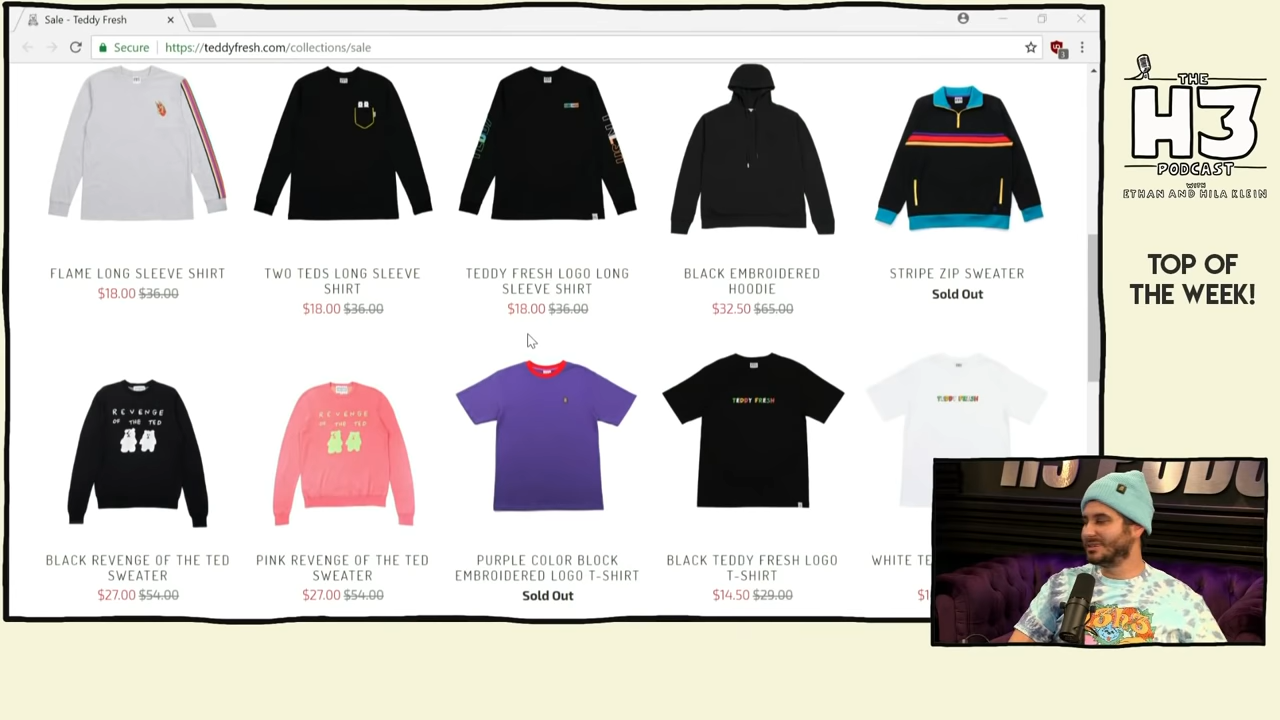 Sale - Teddy Fresh
Secure
https://teddyfresh.com/collections/sale
FLAME LONG SLEEVE SHIRT
$18.00 $36.00
TWO TEDS LONG SLEEVE
SHIRT
$18.00 $36.00
TEDDY FRESH LOGO LONG
SLEEVE SHIRT
$18.00 $36.00
BLACK EMBROIDERED
HOODIE
$32.50 $65.00
STRIPE ZIP SWEATER
Sold Out
REVENGE
OF THE TED
REVENGE
OF THE TED
TEDDY FRESH
TEDDY FRESH
BLACK REVENGE OF THE TED
SWEATER
$27.00 $54.00
PINK REVENGE OF THE TED
SWEATER
$27.00 $54.00
PURPLE COLOR BLOCK
EMBROIDERED LOGO T-SHIRT
Sold Out
BLACK TEDDY FRESH LOGO
T-SHIRT
$14.50 $29.00
WHITE TE
THE
H3
PODCAST
WITH
ETHAN AND HILA KLEIN
TOP OF
THE WEEK!
H3 PODC